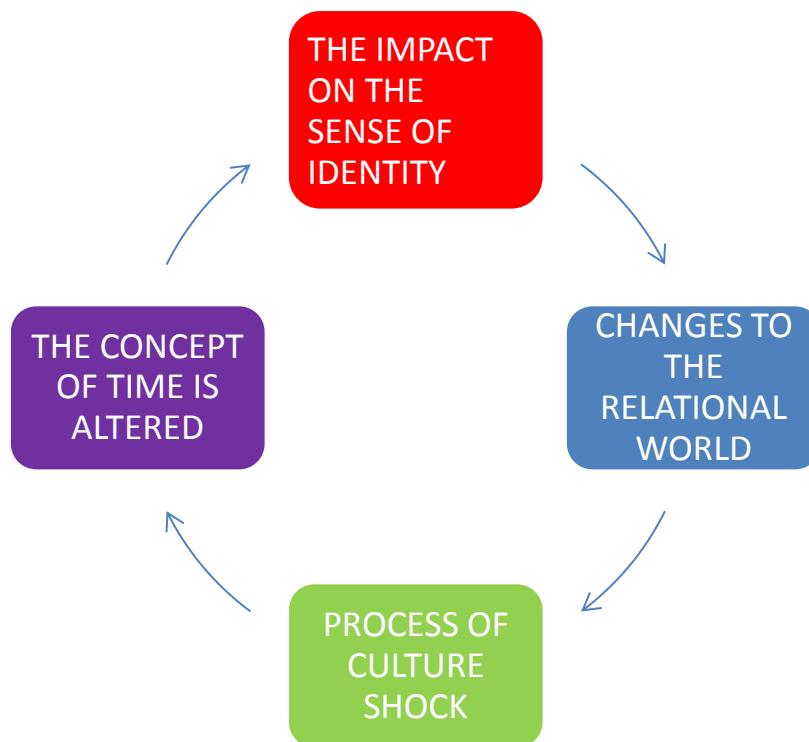 THE IMPACT
ON THE
SENSE OF
IDENTITY
CHANGES TO
THE
RELATIONAL
WORLD
PROCESS OF
CULTURE
SHOCK
THE CONCEPT
OF TIME IS
ALTERED